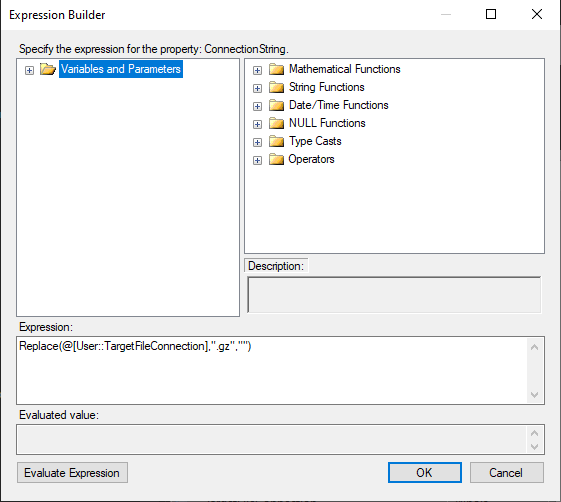 Expression Builder
Specify the expression for the property: ConnectionString.
Variables and Parameters
Mathematical Functions
String Functions
Date/Time Functions
NULL Functions
Type Casts
Operators
Description:
Expression:
Replace(@[User::TargetFileConnection],".gz","")
Evaluated value:
Evaluate Expression
OK
Cancel